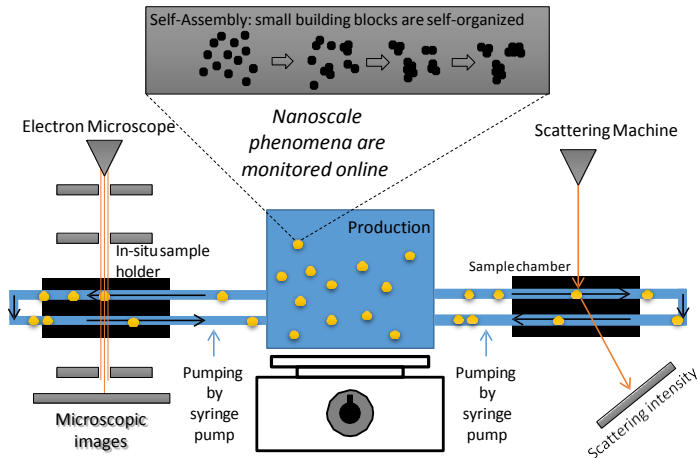 Self-Assembly: small building blocks are self-organized
Nanoscale
phenomena are
monitored online
Electron Microscope
Scattering Machine
Production
In-situ sample
holder
Sample chamber
Pumping
by
syringe
pump
Pumping
by
syringe
pump
Microscopic
images
Scattering intensity